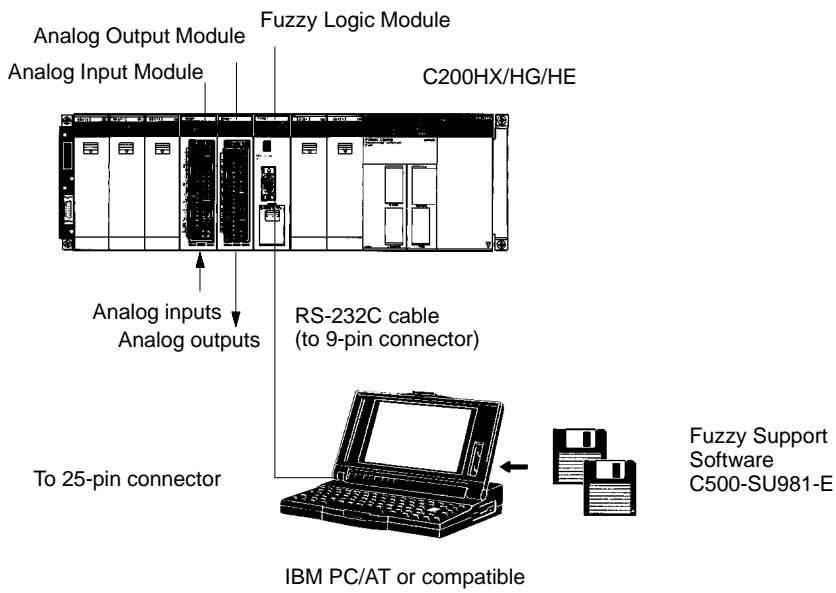 Fuzzy Logic Module
Analog Output Module
Analog Input Module
C200HX/HG/HE
Analog inputs
Analog outputs
RS-232C cable
(to 9-pin connector)
To 25-pin connector
Fuzzy Support
Software
C500-SU981-E
IBM PC/AT or compatible